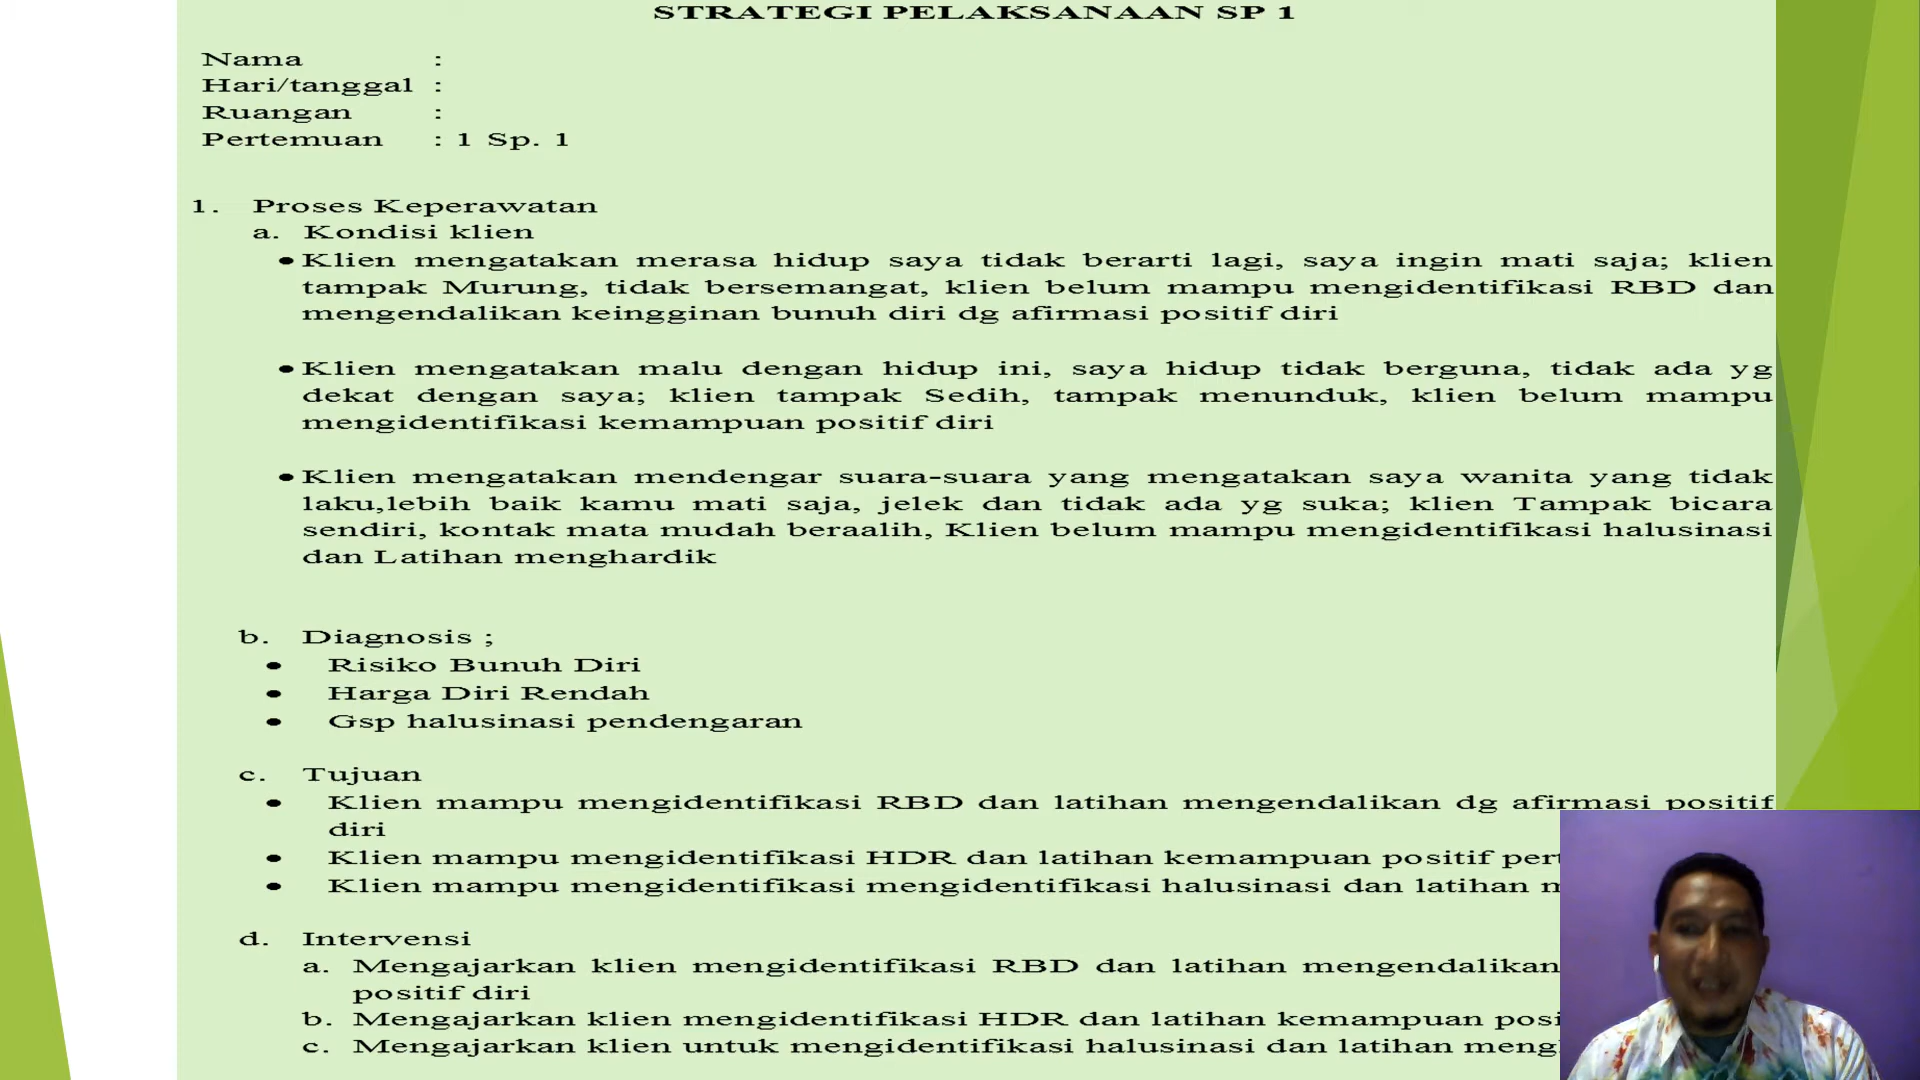 STRATEGI PELAKSANAAN SP 1
Nama :
Hari/tanggal :
Ruangan :
Pertemuan : 1 Sp. 1
1. Proses Keperawatan
a. Kondisi klien
• Klien mengatakan merasa hidup saya tidak berarti lagi, saya ingin mati saja; klien
tampak Murung, tidak bersemangat, klien belum mampu mengidentifikasi RBD dan
mengendalikan keingginan bunuh diri dg afirmasi positif diri
• Klien mengatakan malu dengan hidup ini, saya hidup tidak berguna, tidak ada yg
dekat dengan saya; klien tampak Sedih, tampak menunduk, klien belum mampu
mengidentifikasi kemampuan positif diri
• Klien mengatakan mendengar suara-suara yang mengatakan saya wanita yang tidak
laku,lebih baik kamu mati saja, jelek dan tidak ada yg suka; klien Tampak bicara
sendiri, kontak mata mudah beraalih, Klien belum mampu mengidentifikasi halusinasi
dan Latihan menghardik
b. Diagnosis ;
• Risiko Bunuh Diri
• Harga Diri Rendah
• Gsp halusinasi pendengaran
c. Tujuan
• Klien mampu mengidentifikasi RBD dan latihan mengendalikan dg afirmasi positif
diri
• Klien mampu mengidentifikasi HDR dan latihan kemampuan positif
• Klien mampu mengidentifikasi mengidentifikasi halusinasi dan latihan
d. Intervensi
a. Mengajarkan klien mengidentifikasi RBD dan latihan mengendalikan
positif diri
b. Mengajarkan klien mengidentifikasi HDR dan latihan kemampuan
c. Mengajarkan klien untuk mengidentifikasi halusinasi dan latihan